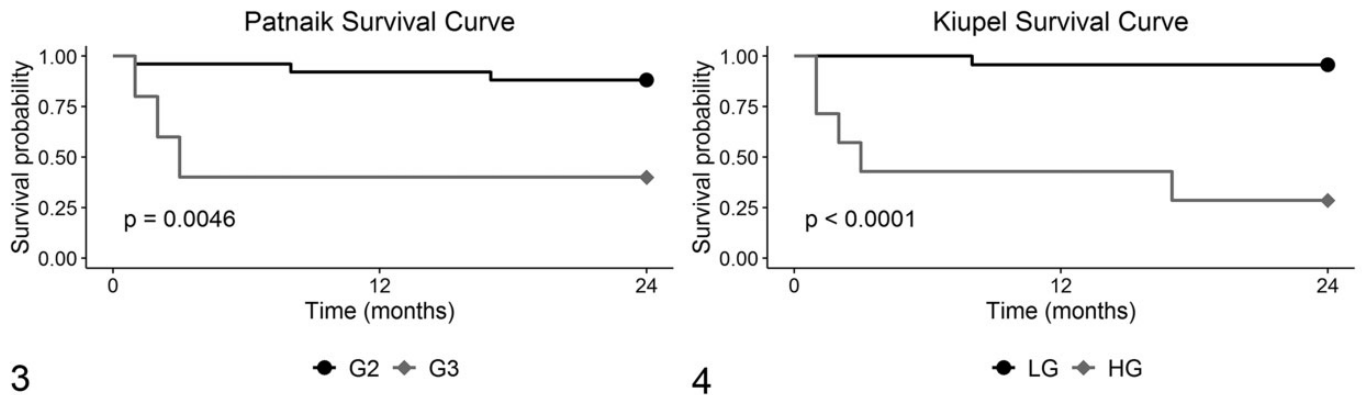 Patnaik Survival Curve
Survival probability
1.00
0.75
0.50
0.25
0.00
p = 0.0046
0
12
24
Time (months)
G2
G3
3
Kiupel Survival Curve
Survival probability
1.00
0.75
0.50
0.25
0.00
p < 0.0001
0
12
24
Time (months)
LG
HG
4